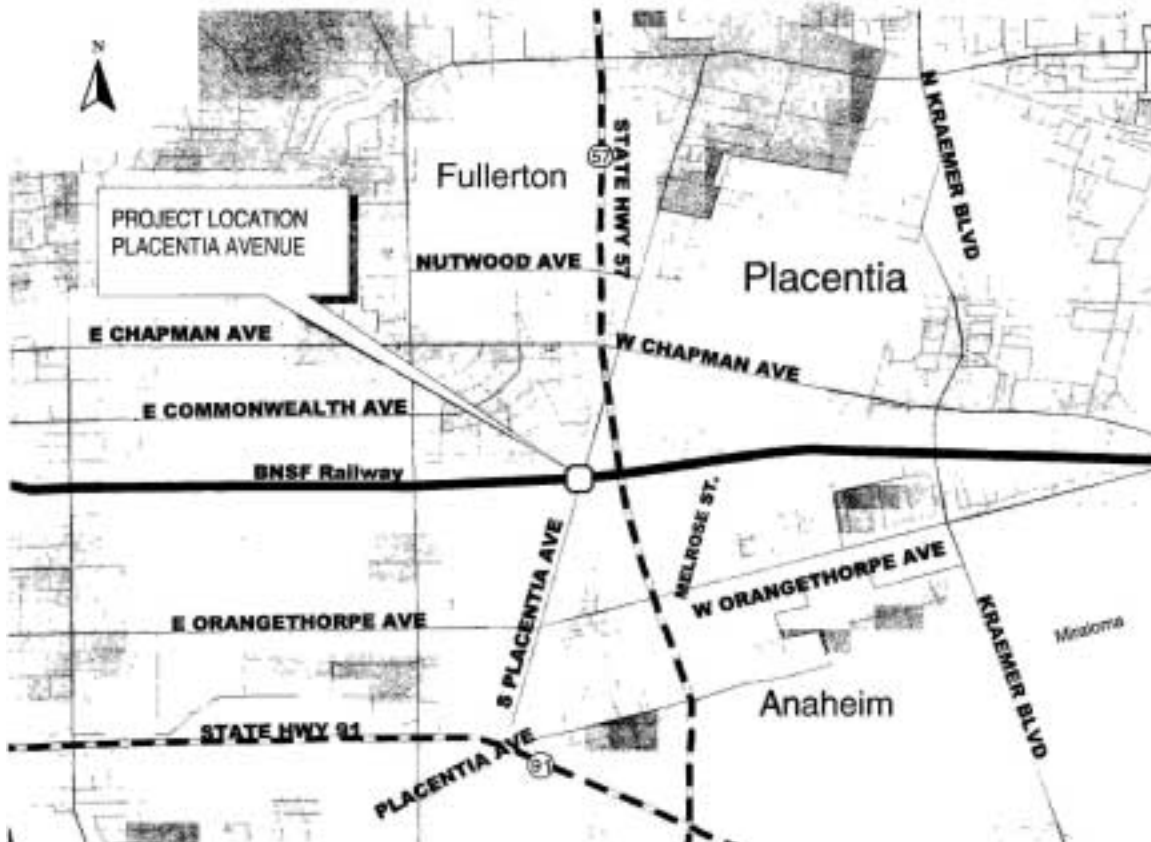 N
N KRAEMER BLVD
STATE HWY 57
57
Fullerton
PROJECT LOCATION
PLACENTIA AVENUE
NUTWOOD AVE
Placentia
E CHAPMAN AVE
W CHAPMAN AVE
E COMMONWEALTH AVE
BNSF Railway
MELROSE ST.
S PLACENTIA AVE
W ORANGETHORPE AVE
E ORANGETHORPE AVE
KRAEMER BLVD
Miraloma
Anaheim
STATE HWY 91
PLACENTIA AVE
91